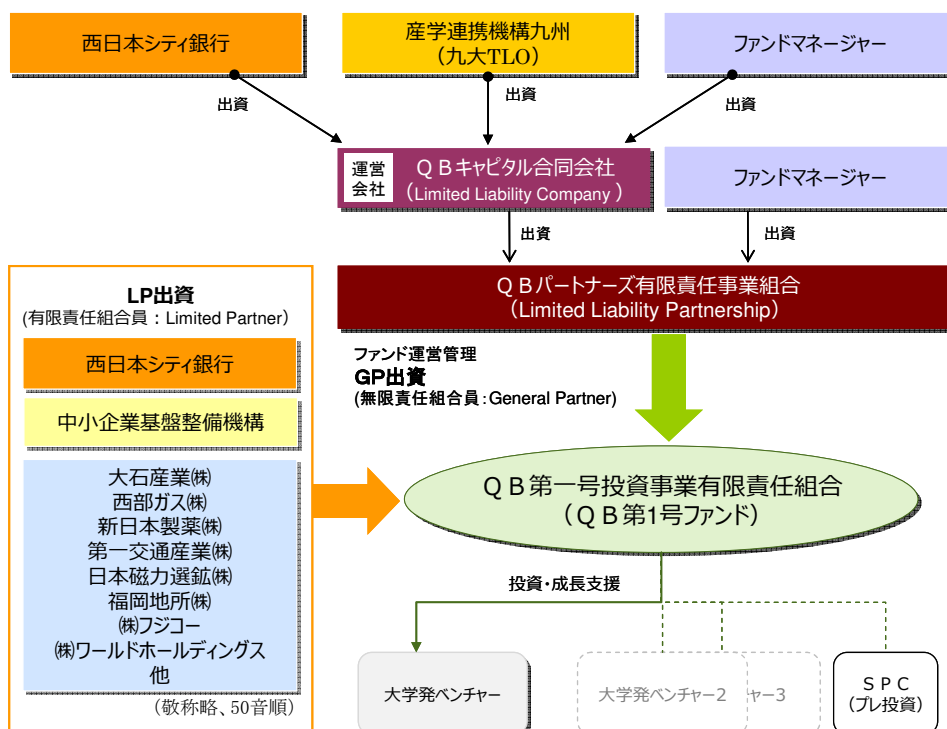 西日本シティ銀行
産学連携機構九州
（九大TLO）
ファンドマネージャー
出資
出資
出資
運営
会社
ＱＢキャピタル合同会社
（Limited Liability Company ）
ファンドマネージャー
出資
出資
ＱＢパートナーズ有限責任事業組合
（Limited Liability Partnership）
LP出資
(有限責任組合員：Limited Partner）
西日本シティ銀行
中小企業基盤整備機構
大石産業㈱
西部ガス㈱
新日本製薬㈱
第一交通産業㈱
日本磁力選鉱㈱
福岡地所㈱
㈱フジコー
㈱ワールドホールディングス
他
（敬称略、50音順）
ファンド運営管理
GP出資
(無限責任組合員：General Partner)
ＱＢ第一号投資事業有限責任組合
（ＱＢ第1号ファンド）
投資・成長支援
大学発ベンチャー
大学発ベンチャー2
ャー3
ＳＰＣ
（プレ投資）